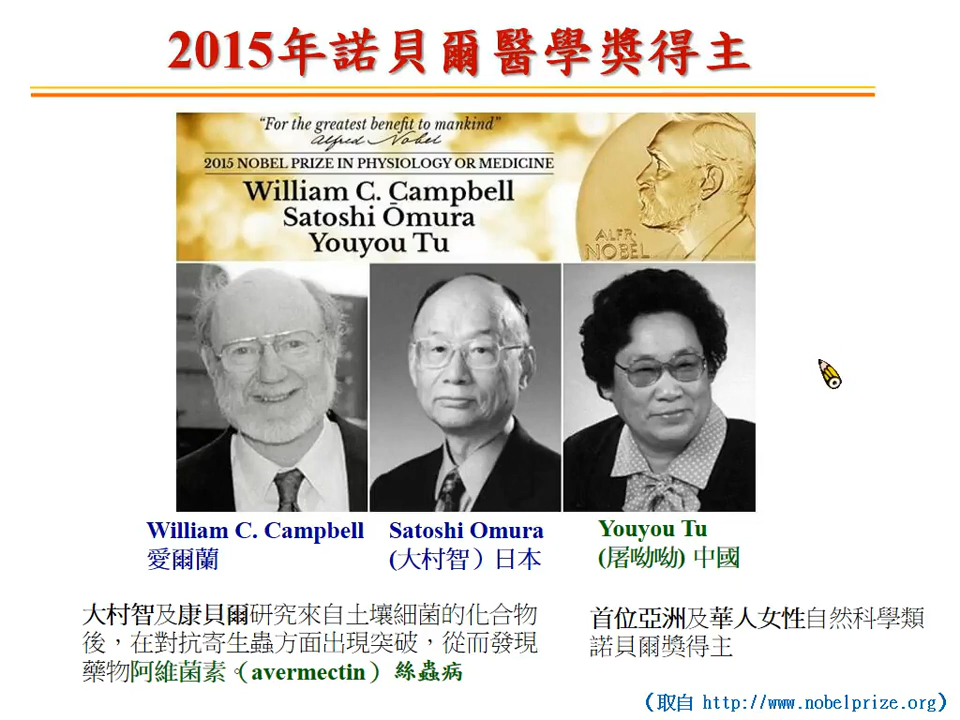 2015年諾貝爾醫學獎得主
“For the greatest benefit to mankind”
Alfred Nobel
2015 NOBEL PRIZE IN PHYSIOLOGY OR MEDICINE
William C. Campbell
Satoshi Ōmura
Youyou Tu
ALFR·
NOBEL
William C. Campbell
愛爾蘭
Satoshi Omura
(大村智）日本
Youyou Tu
(屠呦呦) 中國
大村智及康貝爾研究來自土壤細菌的化合物
後，在對抗寄生蟲方面出現突破，從而發現
藥物阿維菌素。（avermectin） 絲蟲病
首位亞洲及華人女性自然科學類
諾貝爾獎得主
（取自 http://www.nobelprize.org）